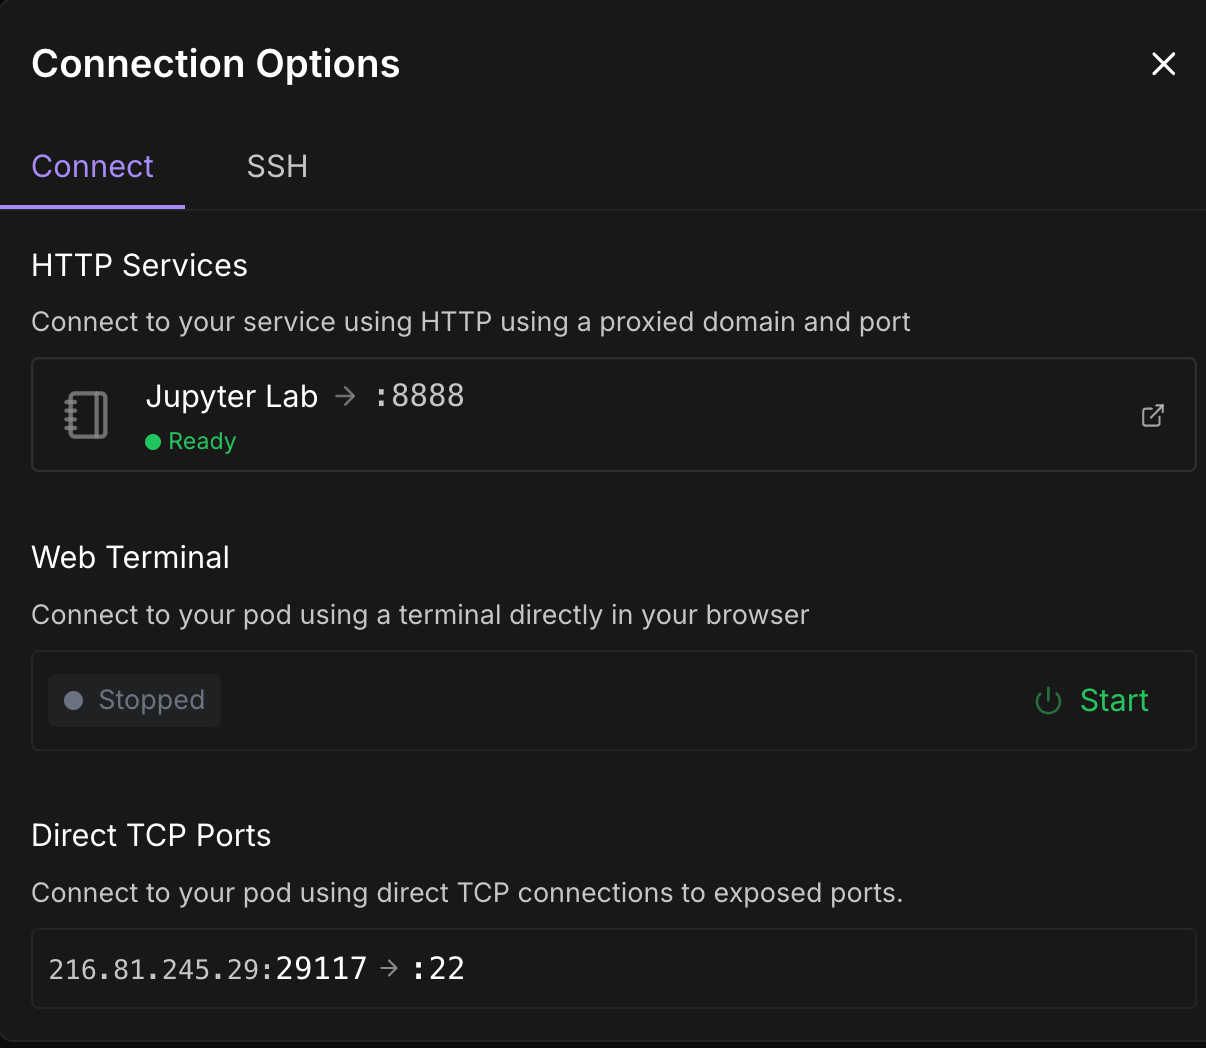 Connection Options
Connect SSH
HTTP Services
Connect to your service using HTTP using a proxied domain and port
Jupyter Lab → :8888
Ready
Web Terminal
Connect to your pod using a terminal directly in your browser
Stopped Start
Direct TCP Ports
Connect to your pod using direct TCP connections to exposed ports.
216.81.245.29:29117 → :22